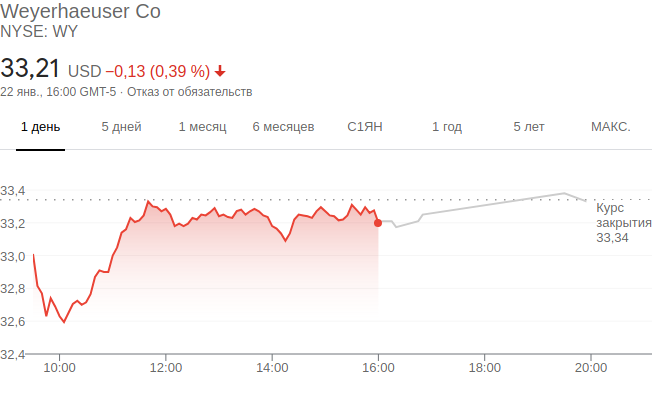 Weyerhaeuser Co
NYSE: WY
33,21 USD −0,13 (0,39 %)
22 янв., 16:00 GMT-5 · Отказ от обязательств
1 день 5 дней 1 месяц 6 месяцев С1ЯН 1 год 5 лет МАКС.
33,4
Курс
33,2
закрытия
33,34
33,0
32,8
32,6
32,4
10:00 12:00 14:00 16:00 18:00 20:00